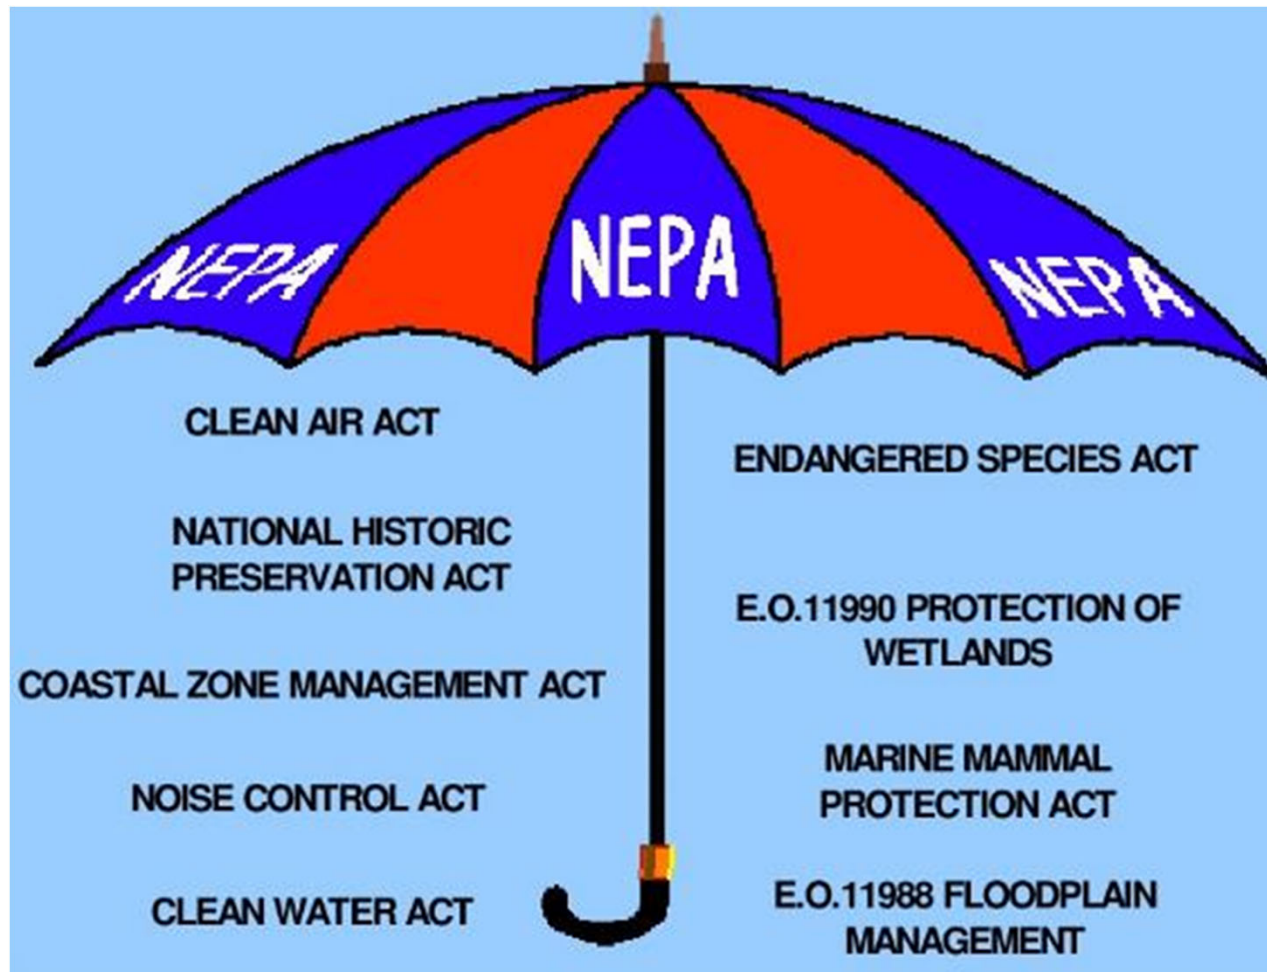 NEPA
NEPA
NEPA
CLEAN AIR ACT
NATIONAL HISTORIC
PRESERVATION ACT
COASTAL ZONE MANAGEMENT ACT
NOISE CONTROL ACT
CLEAN WATER ACT
ENDANGERED SPECIES ACT
E.O.11990 PROTECTION OF
WETLANDS
MARINE MAMMAL
PROTECTION ACT
E.O.11988 FLOODPLAIN
MANAGEMENT